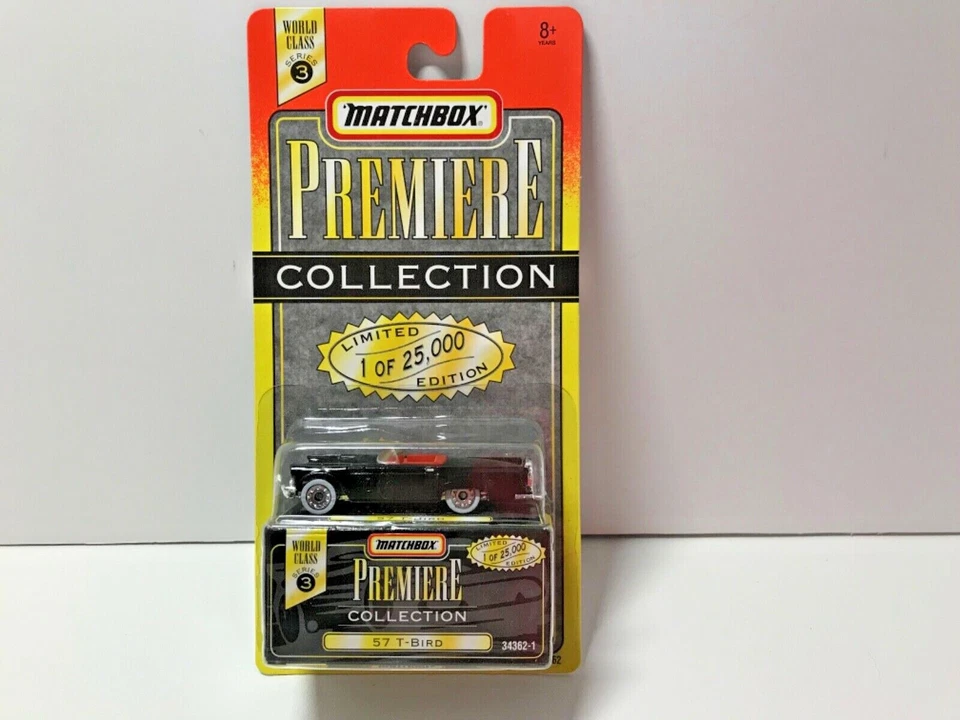 WORLD
CLASS
SERIES
3
8+
YEARS
MATCHBOX
PREMIERE
COLLECTION
LIMITED
1 OF 25,000
EDITION
WORLD
CLASS
SERIES
3
MATCHBOX
LIMITED
1 OF 25,000
EDITION
PREMIERE
COLLECTION
57 T-BIRD
34362-1
62